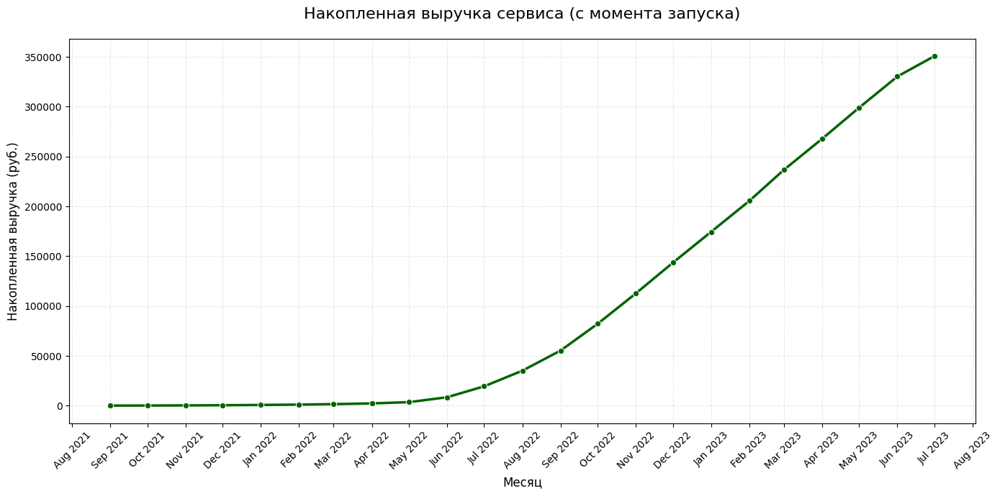 Накопленная выручка сервиса (с момента запуска)
Накопленная выручка (руб.)
350000
300000
250000
200000
150000
100000
50000
0
Aug 2021
Sep 2021
Oct 2021
Nov 2021
Dec 2021
Jan 2022
Feb 2022
Mar 2022
Apr 2022
May 2022
Jun 2022
Jul 2022
Aug 2022
Sep 2022
Oct 2022
Nov 2022
Dec 2022
Jan 2023
Feb 2023
Mar 2023
Apr 2023
May 2023
Jun 2023
Jul 2023
Aug 2023
Месяц